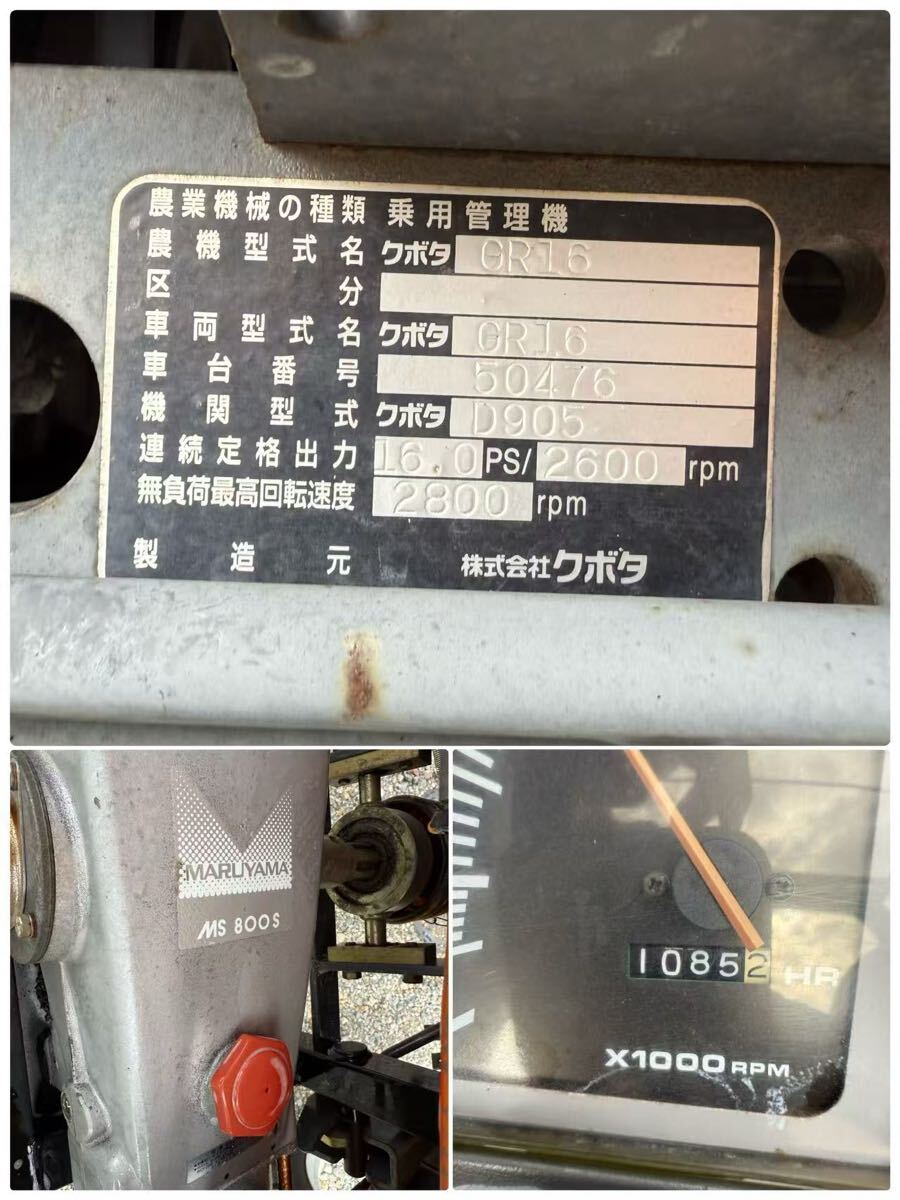 農業機械の種類 乗用管理機
農機型式名 クボタ GR16
区分
車両型式名 クボタ GR16
車台番号 50476
機関型式 クボタ D905
連続定格出力 16.0 PS/ 2600 rpm
無負荷最高回転速度 2800 rpm
製造元 株式会社クボタ
MARUYAMA
MS 800S
10852 HR
X1000 RPM